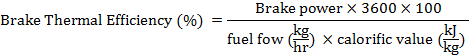 Brake Thermal Efficiency (%) = Brake power × 3600 × 100 / fuel fow (kg/hr) × calorific value (kJ/kg)